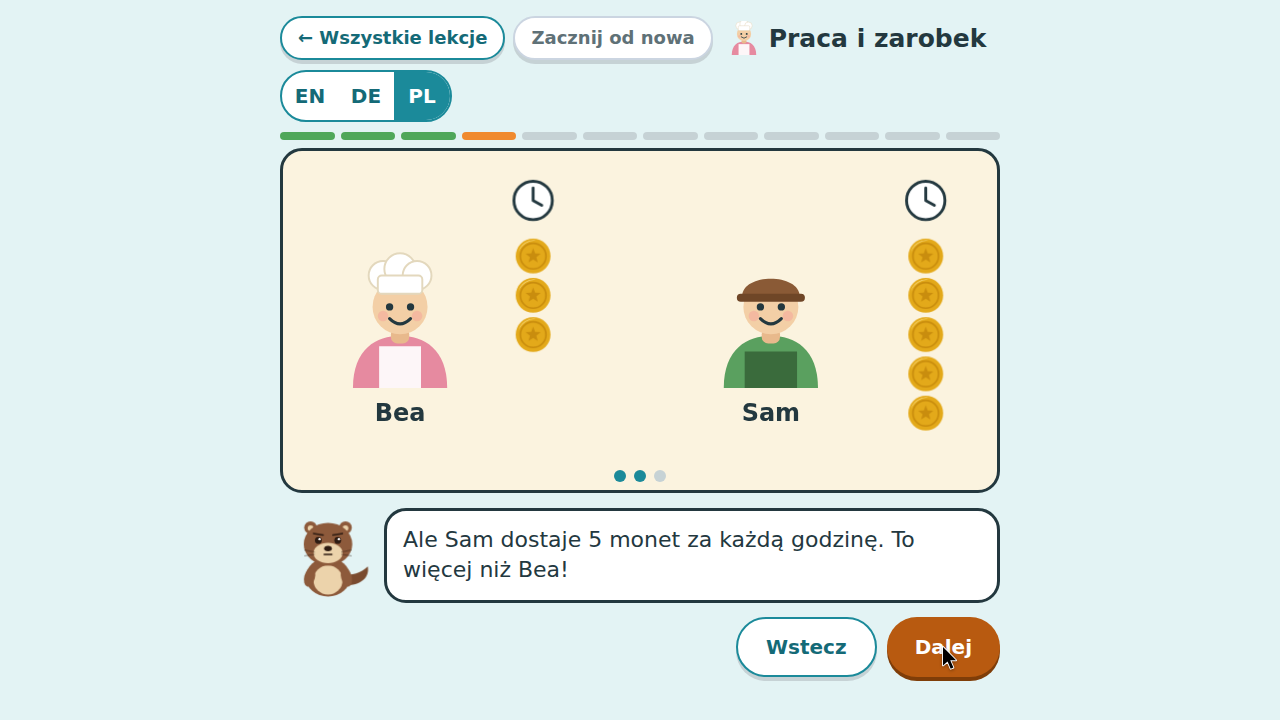 ← Wszystkie lekcje
Zacznij od nowa
Praca i zarobek
EN DE PL
Bea
Sam
Ale Sam dostaje 5 monet za każdą godzinę. To
więcej niż Bea!
Wstecz
Dalej